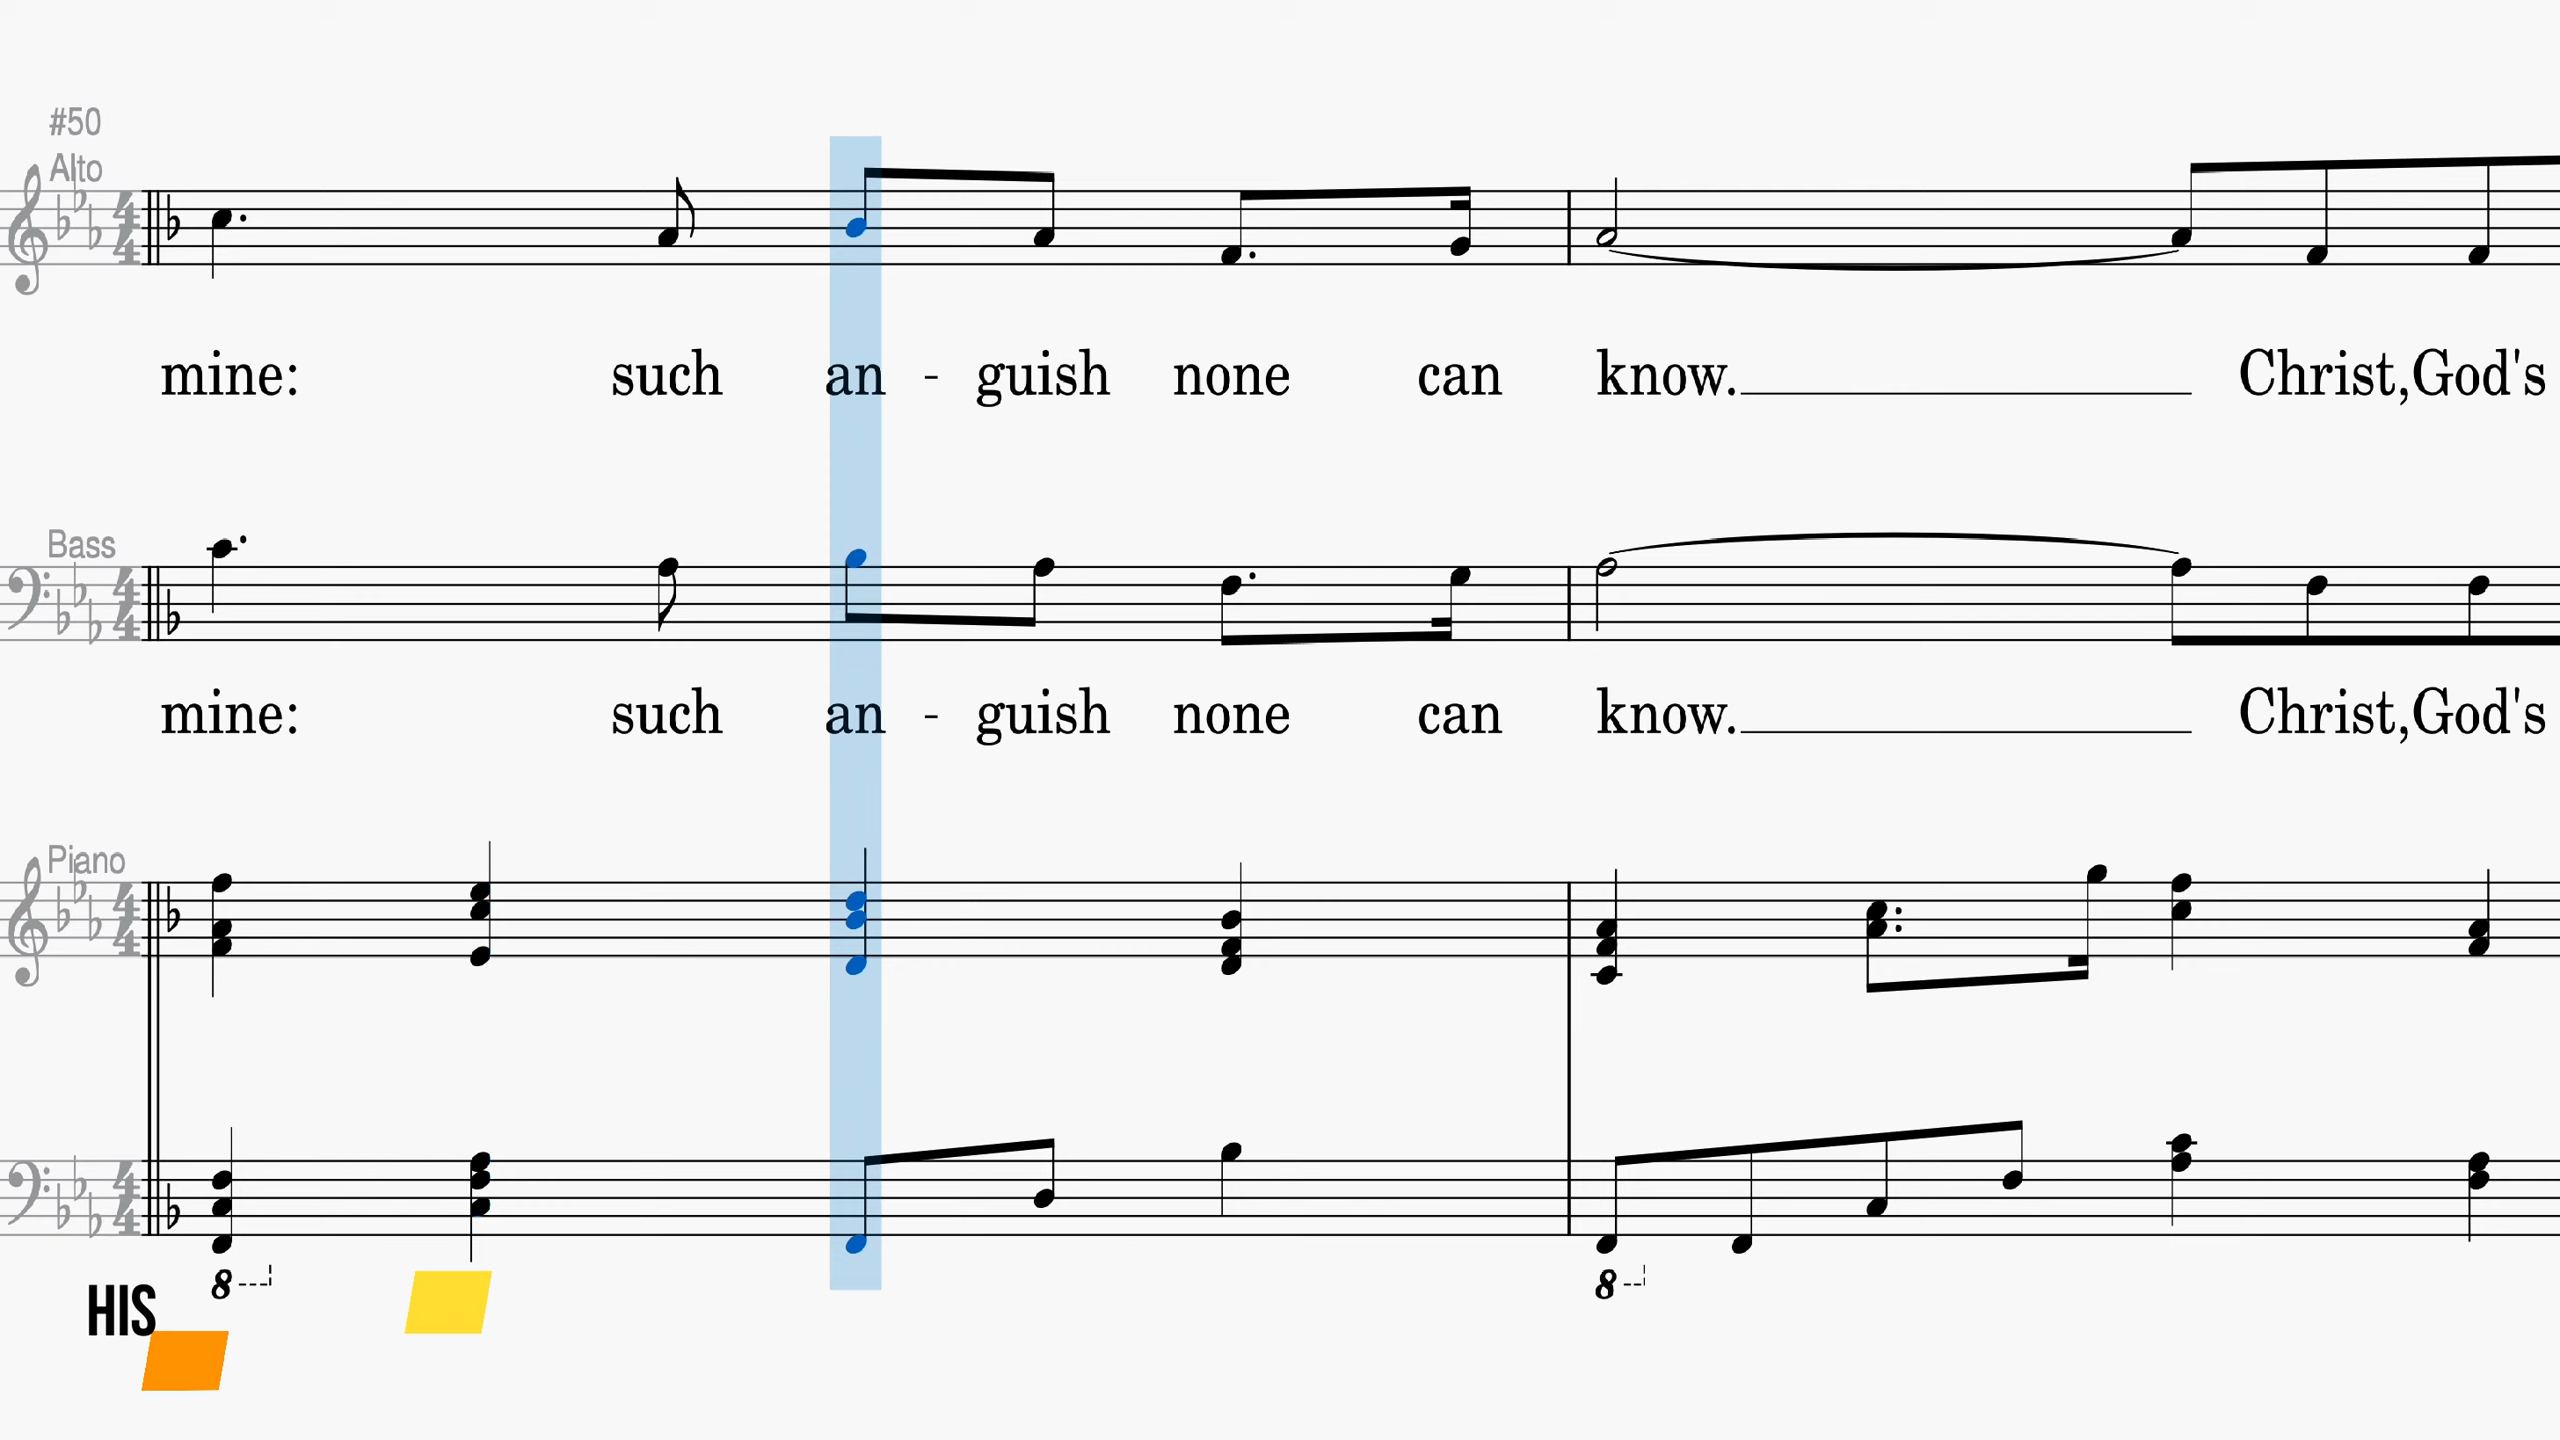 #50
Alto
mine: such an - guish none can know. Christ, God's
Bass
mine: such an - guish none can know. Christ, God's
Piano
8 8
HIS